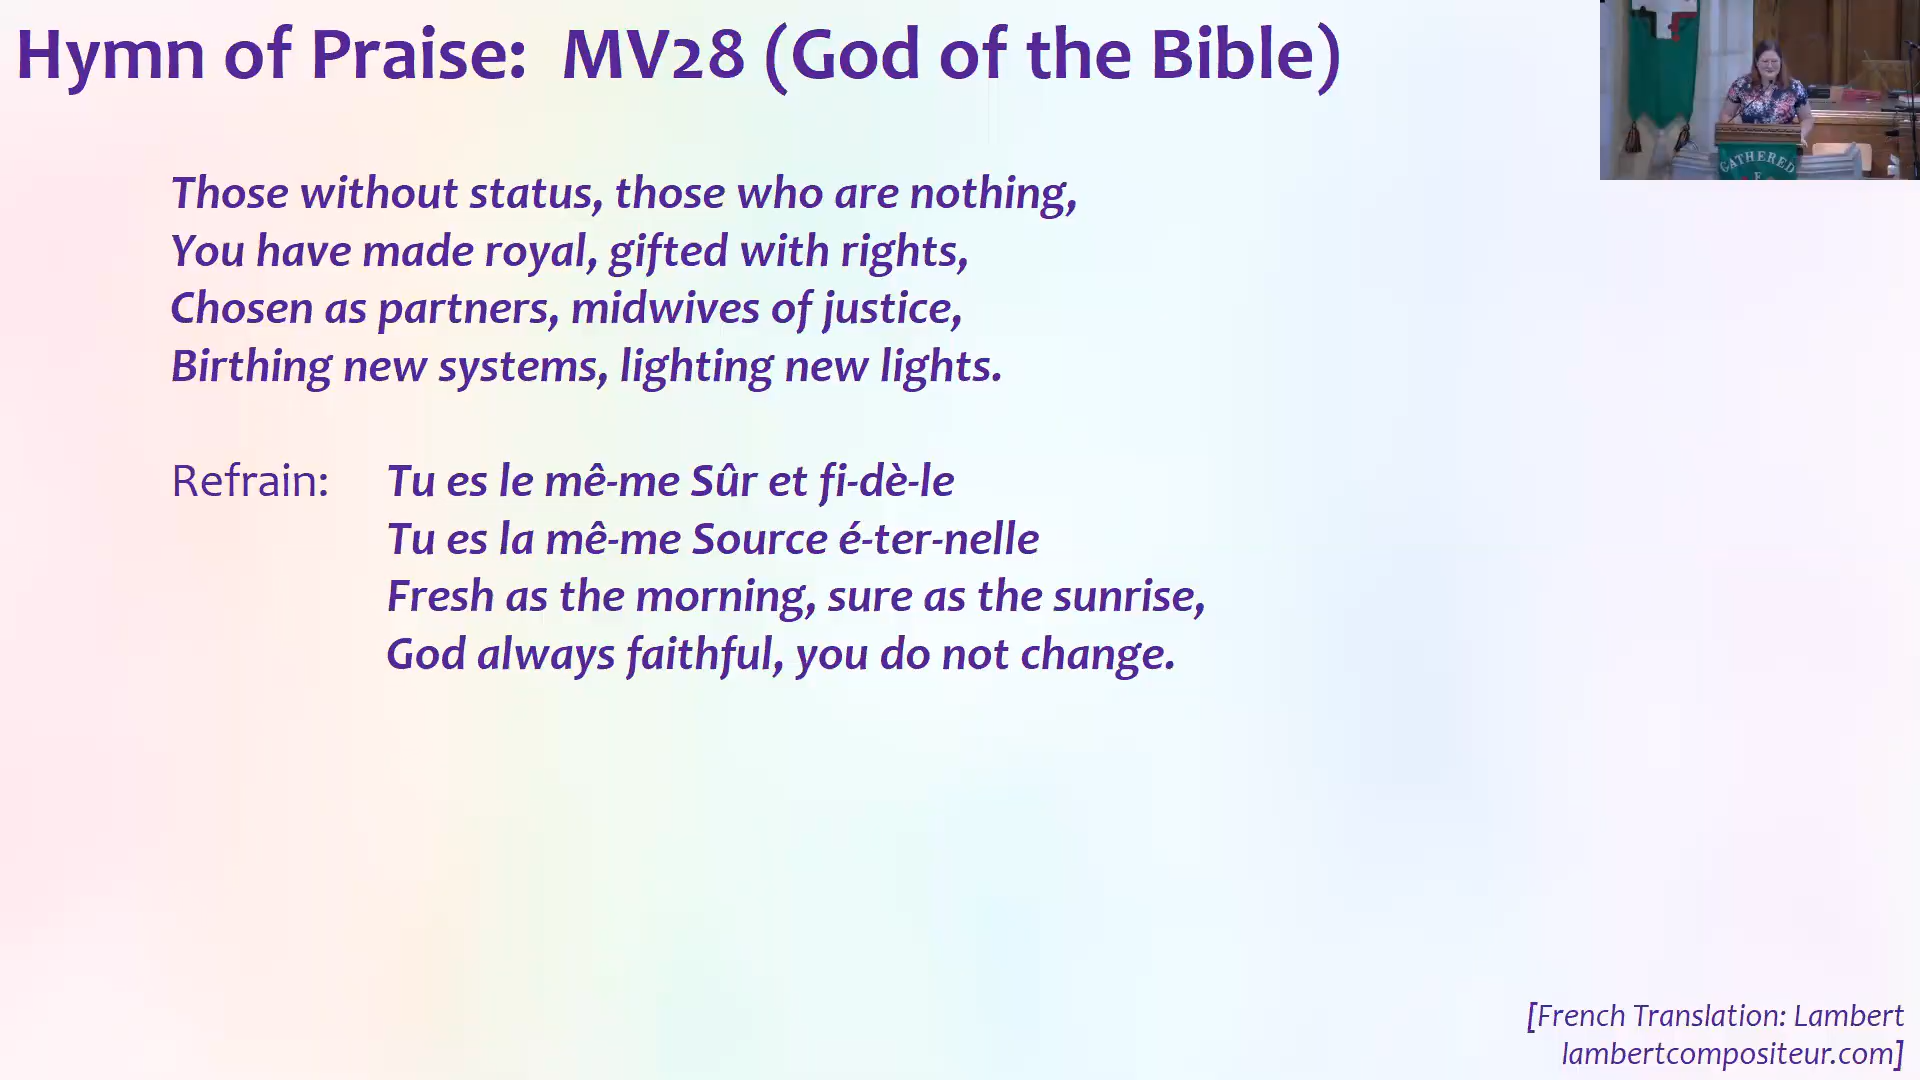 Hymn of Praise: MV28 (God of the Bible)
Those without status, those who are nothing,
You have made royal, gifted with rights,
Chosen as partners, midwives of justice,
Birthing new systems, lighting new lights.
Refrain: Tu es le mê-me Sûr et fi-dè-le
Tu es la mê-me Source é-ter-nelle
Fresh as the morning, sure as the sunrise,
God always faithful, you do not change.
GATHERED
[French Translation: Lambert
lambertcompositeur.com]